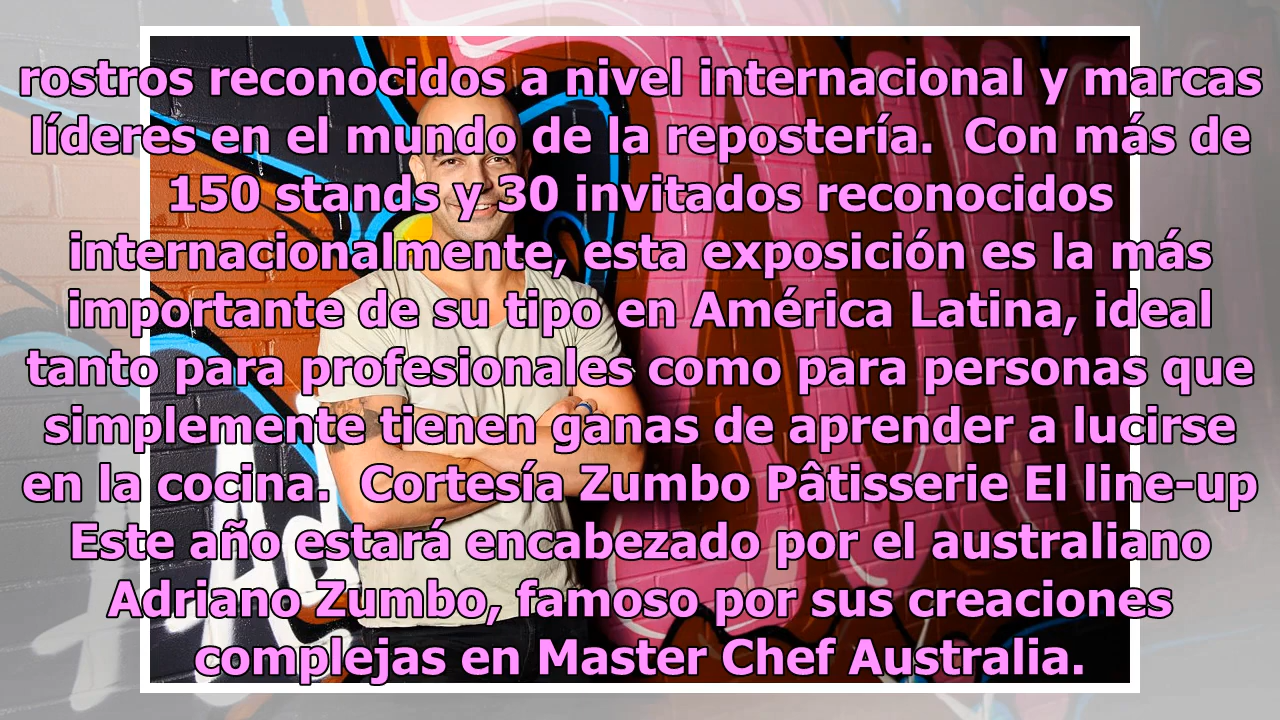 rostros reconocidos a nivel internacional y marcas
líderes en el mundo de la repostería.  Con más de
150 stands y 30 invitados reconocidos
internacionalmente, esta exposición es la más
importante de su tipo en América Latina, ideal
tanto para profesionales como para personas que
simplemente tienen ganas de aprender a lucirse
en la cocina.  Cortesía Zumbo Pâtisserie El line-up
Este año estará encabezado por el australiano
Adriano Zumbo, famoso por sus creaciones
complejas en Master Chef Australia.